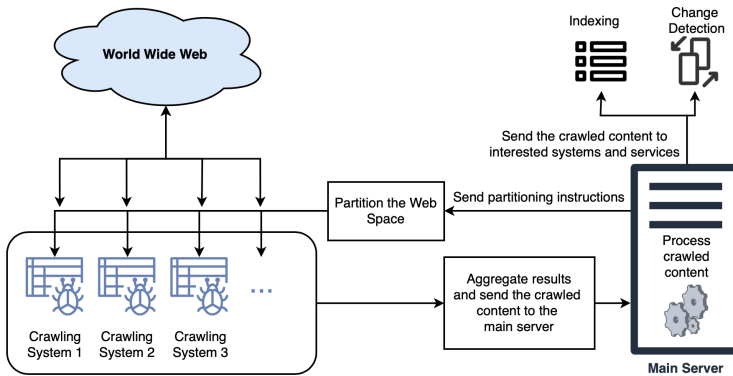 World Wide Web
Indexing
Change
Detection
Send the crawled content to
interested systems and services
Partition the Web
Space
Send partitioning instructions
Process
crawled
content
Crawling
System 1
Crawling
System 2
Crawling
System 3
...
Aggregate results
and send the crawled
content to the
main server
Main Server